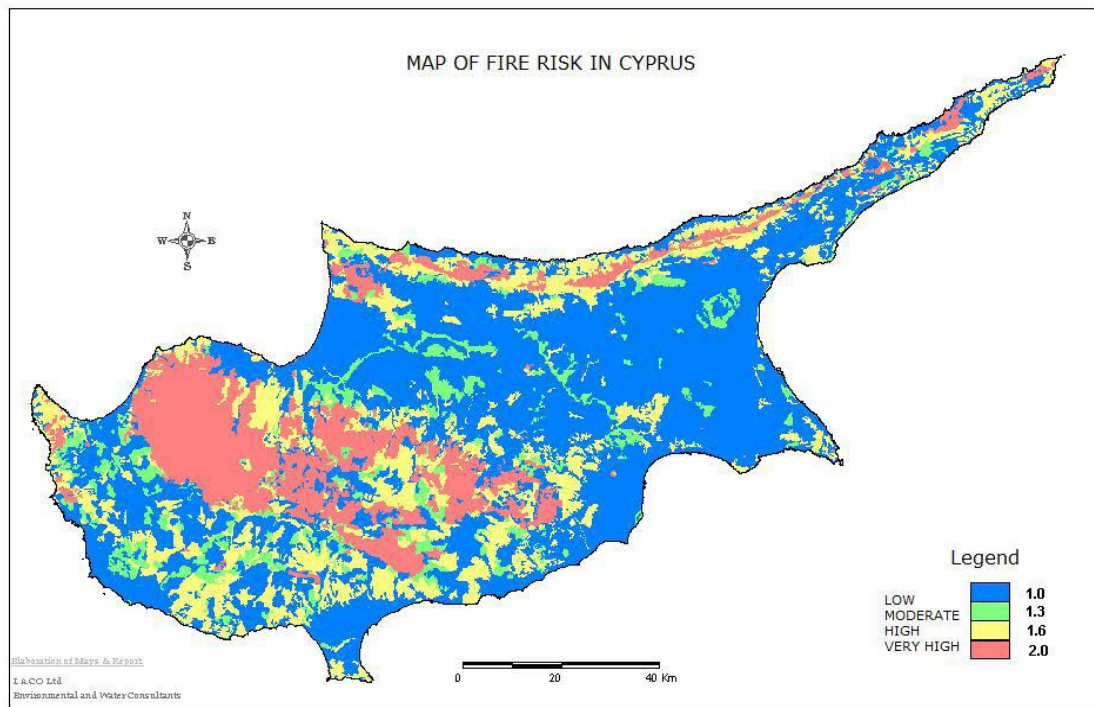 MAP OF FIRE RISK IN CYPRUS
N
W E
S
Legend
LOW 1.0
MODERATE 1.3
HIGH 1.6
VERY HIGH 2.0
0 20 40 Km
Elaboration of Maps & Report:
I.A.CO Ltd
Environmental and Water Consultants